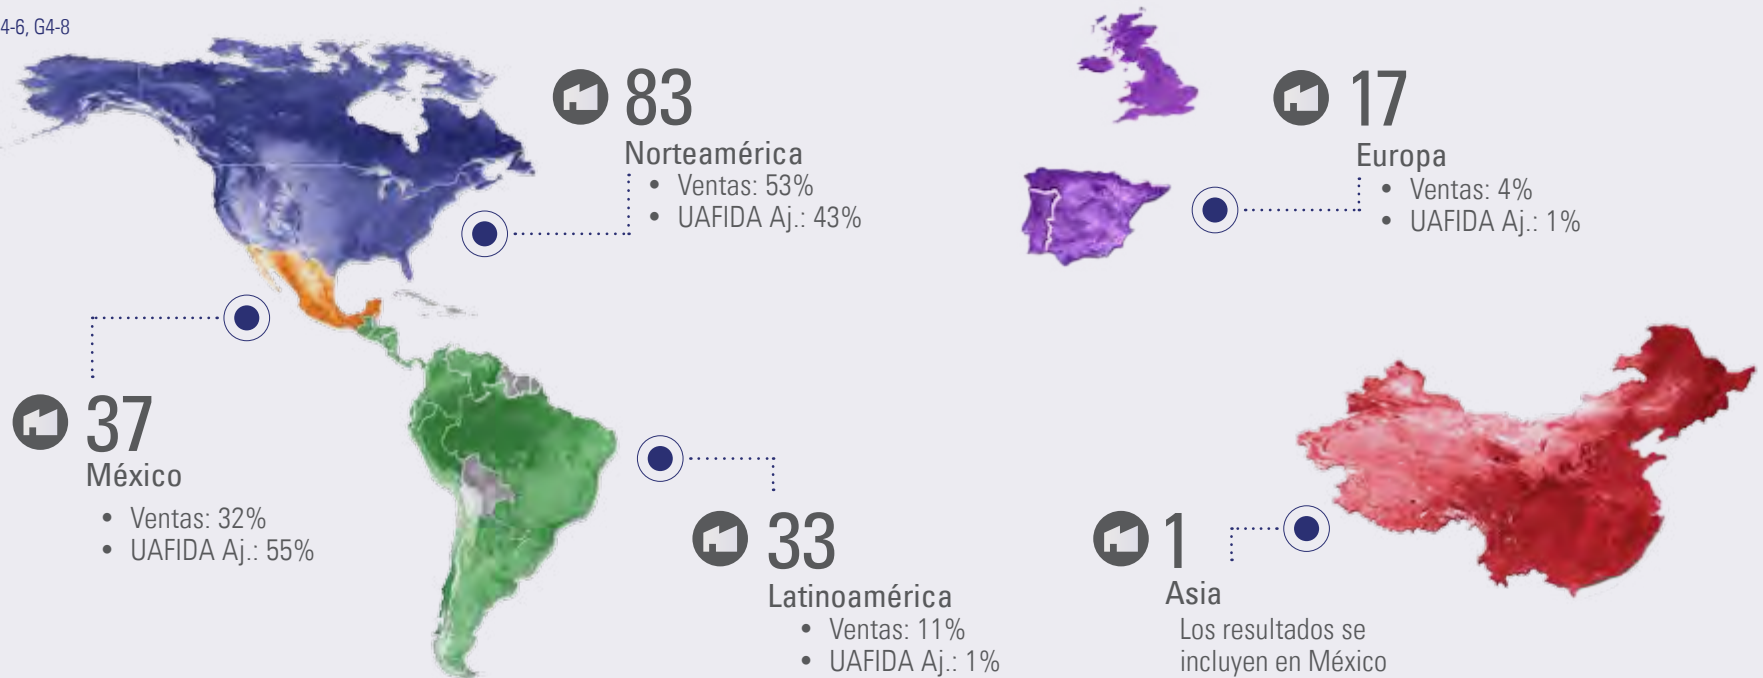 4-6, G4-8
83
Norteamérica
• Ventas: 53%
• UAFIDA Aj.: 43%
17
Europa
• Ventas: 4%
• UAFIDA Aj.: 1%
37
México
• Ventas: 32%
• UAFIDA Aj.: 55%
33
Latinoamérica
• Ventas: 11%
• UAFIDA Aj.: 1%
1
Asia
Los resultados se
incluyen en México